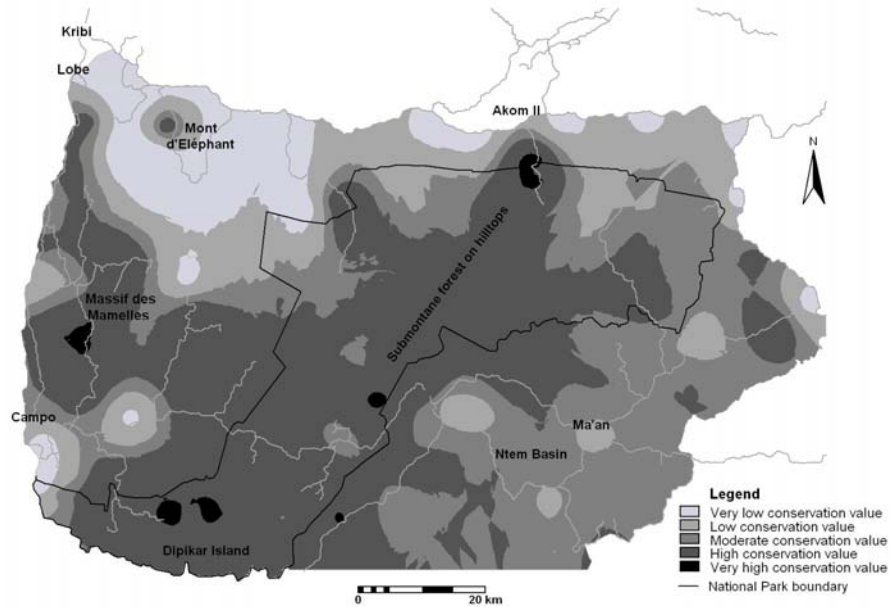 Kribi
Lobe
Akom II
Mont
d'Eléphant
N
Submontane forest on hilltops
Massif des
Mamelles
Campo
Ma'an
Ntem Basin
Dipikar Island
Legend
Very low conservation value
Low conservation value
Moderate conservation value
High conservation value
Very high conservation value
National Park boundary
0 20 km